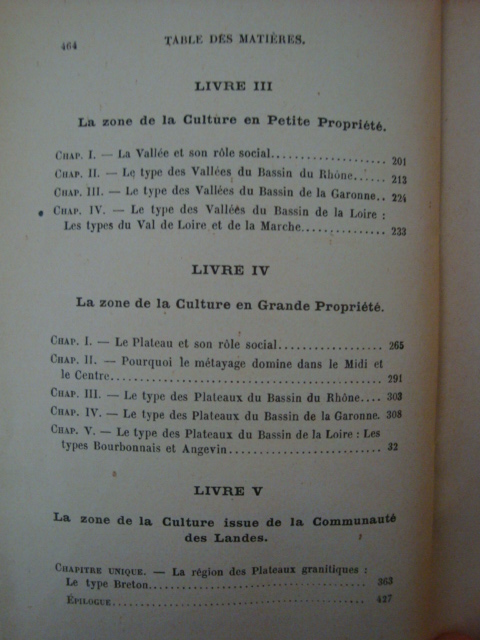 464 TABLE DES MATIÈRES.
LIVRE III
La zone de la Culture en Petite Propriété.
CHAP. I. — La Vallée et son rôle social..................... 201
CHAP. II. — Le type des Vallées du Bassin du Rhône...... 213
CHAP. III. — Le type des Vallées du Bassin de la Garonne.. 224
CHAP. IV. — Le type des Vallées du Bassin de la Loire :
Les types du Val de Loire et de la Marche.............. 233
LIVRE IV
La zone de la Culture en Grande Propriété.
CHAP. I. — Le Plateau et son rôle social................... 265
CHAP. II. — Pourquoi le métayage domine dans le Midi et
le Centre.................................................. 291
CHAP. III. — Le type des Plateaux du Bassin du Rhône.... 303
CHAP. IV. — Le type des Plateaux du Bassin de la Garonne. 308
CHAP. V. — Le type des Plateaux du Bassin de la Loire : Les
types Bourbonnais et Angevin........................... 32
LIVRE V
La zone de la Culture issue de la Communauté
des Landes.
CHAPITRE UNIQUE. — La région des Plateaux granitiques :
Le type Breton...................................... 363
ÉPILOGUE.......................................... 427